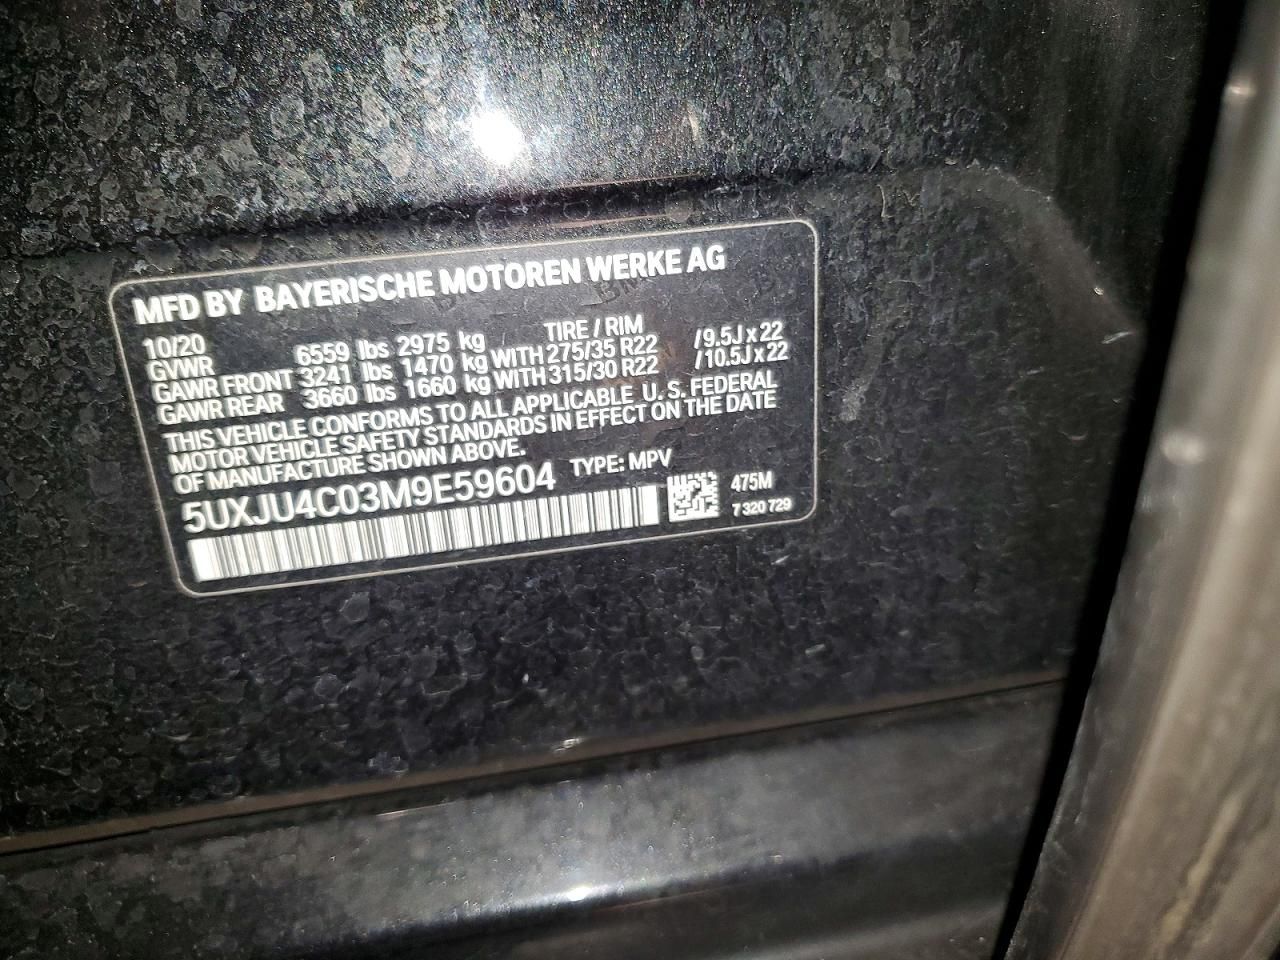 MFD BY BAYERISCHE MOTOREN WERKE AG
10/20 TIRE / RIM
GVWR 6559 lbs 2975 kg
GAWR FRONT 3241 lbs 1470 kg WITH 275/35 R22 /9.5J x 22
GAWR REAR 3660 lbs 1660 kg WITH 315/30 R22 /10.5J x 22
THIS VEHICLE CONFORMS TO ALL APPLICABLE U. S. FEDERAL
MOTOR VEHICLE SAFETY STANDARDS IN EFFECT ON THE DATE
OF MANUFACTURE SHOWN ABOVE.
5UXJU4C03M9E59604 TYPE: MPV
475M
7 320 729